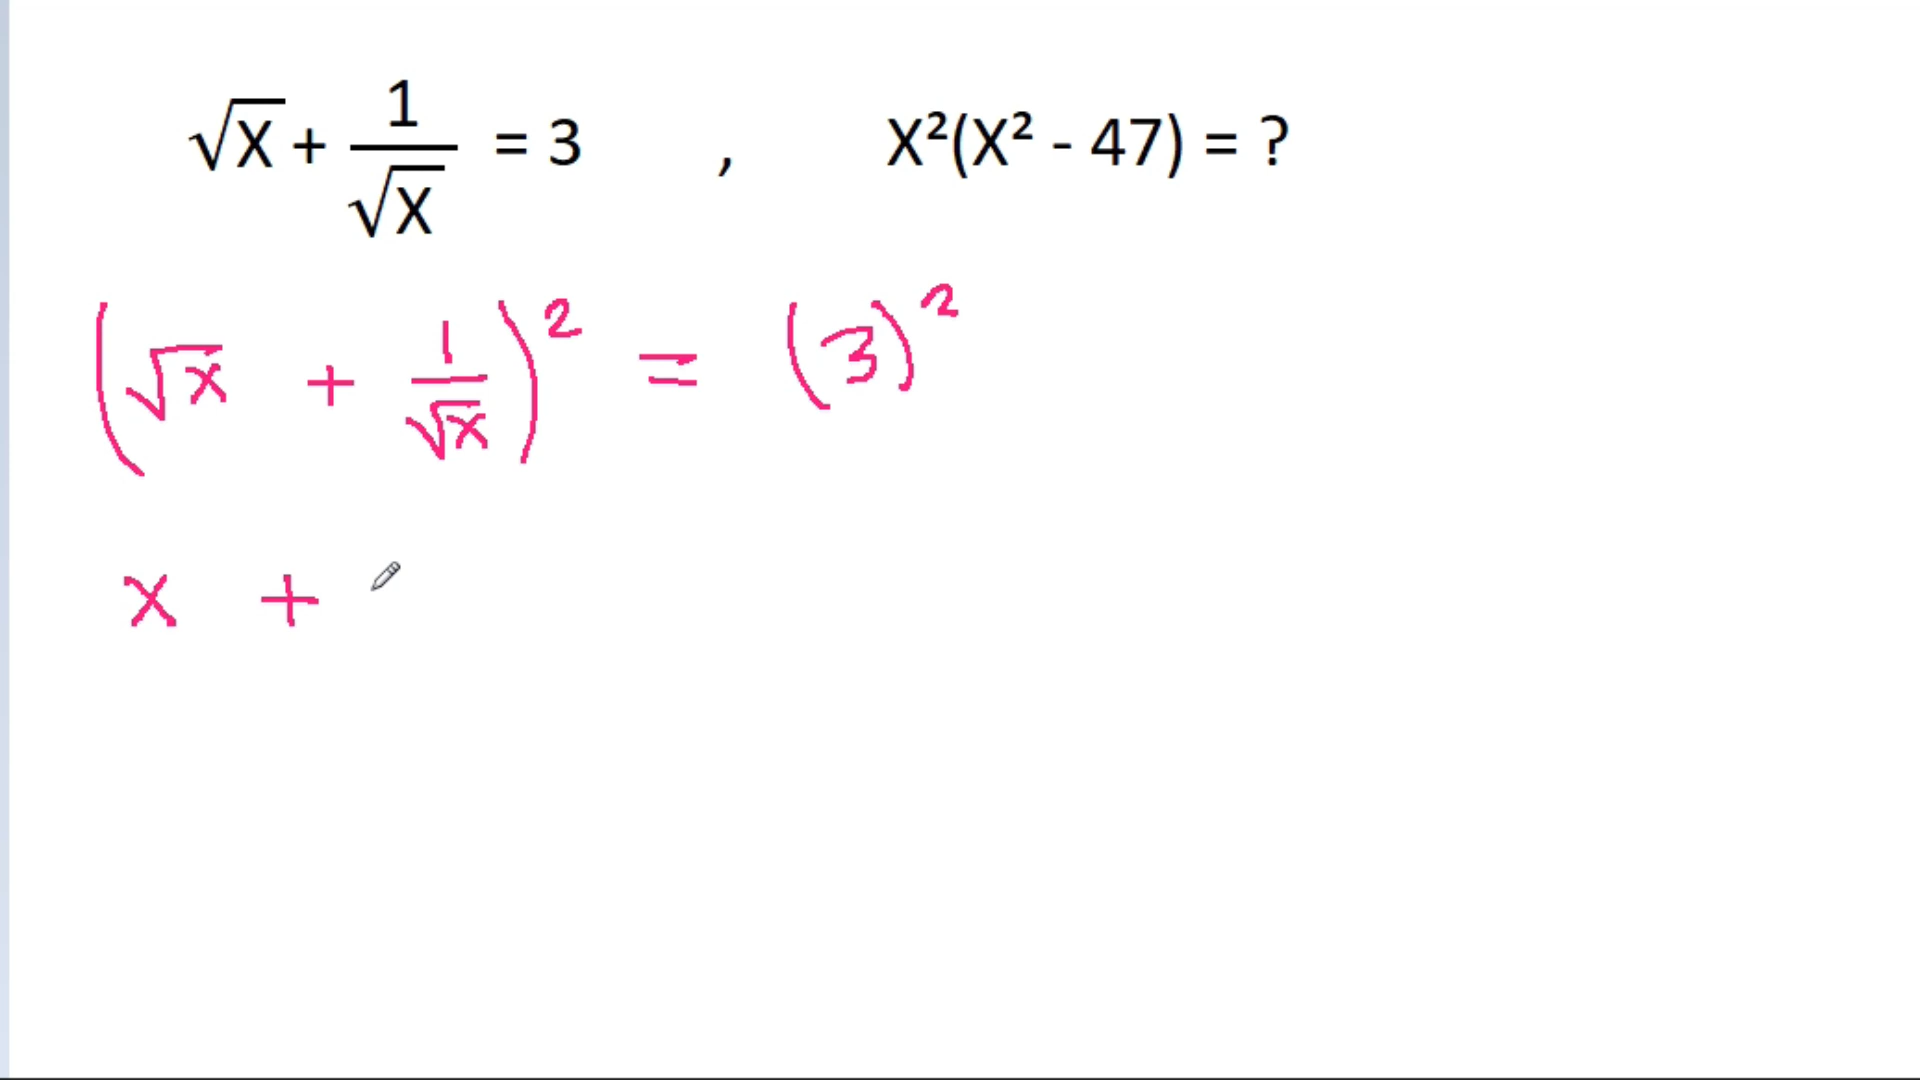 √X + 1/√X = 3 , X²(X² - 47) = ?
(√x + 1/√x)² = (3)²
x +